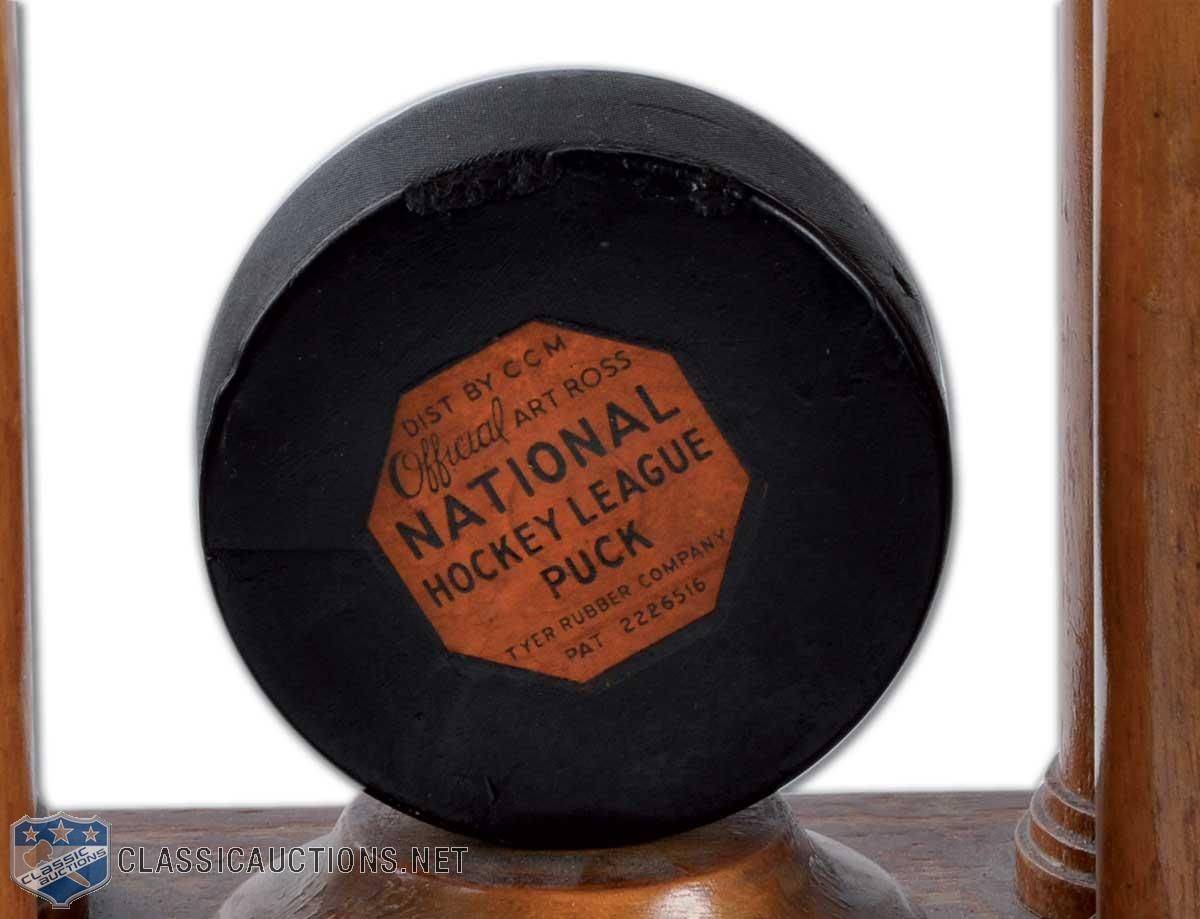 DIST BY CCM
Official ART ROSS
NATIONAL
HOCKEY LEAGUE
PUCK
TYER RUBBER COMPANY
PAT 2226516
CLASSIC
AUCTIONS
CLASSICAUCTIONS.NET